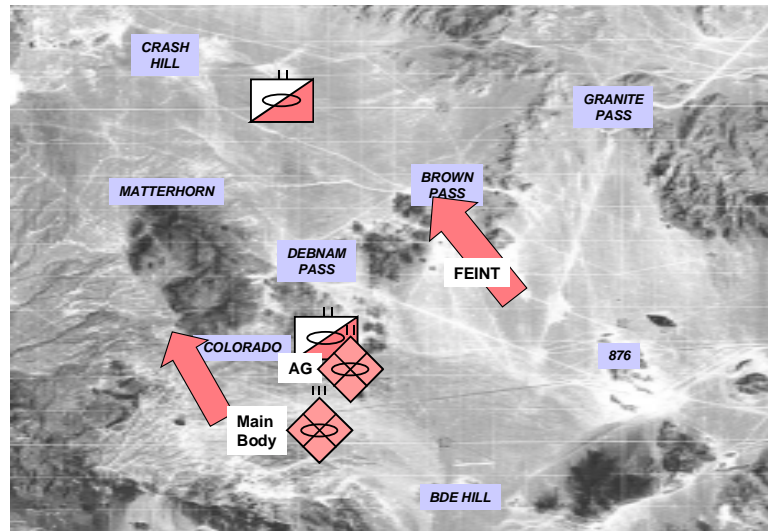 CRASH
HILL
GRANITE
PASS
MATTERHORN
BROWN
PASS
DEBNAM
PASS
FEINT
COLORADO
AG
876
Main
Body
BDE HILL